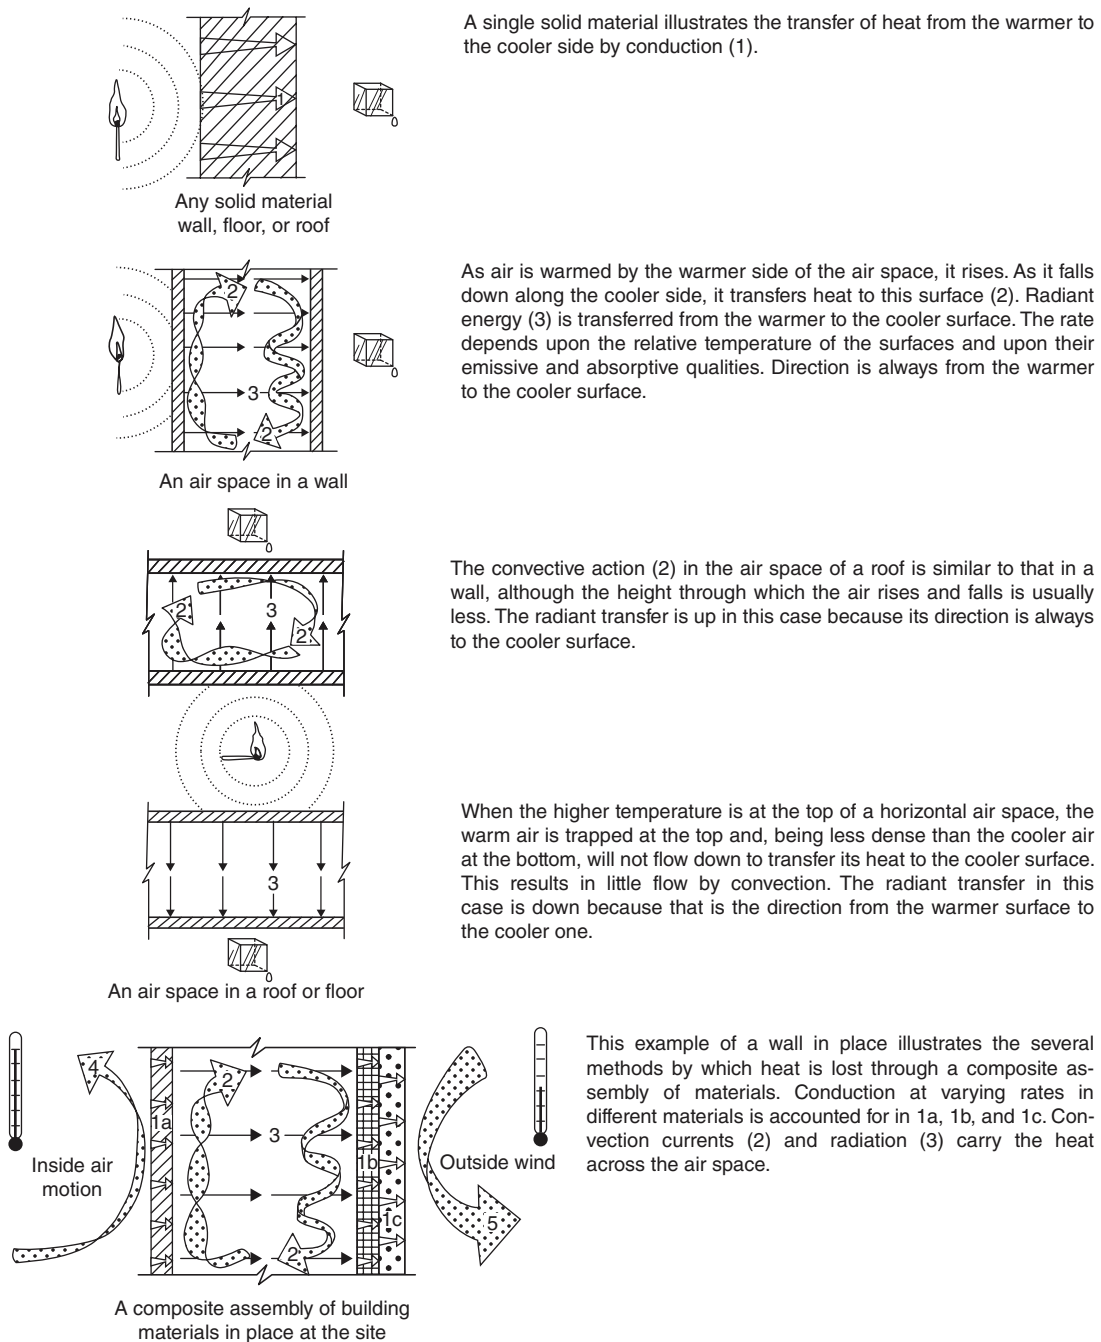 A single solid material illustrates the transfer of heat from the warmer to
the cooler side by conduction (1).
1
Any solid material
wall, floor, or roof
As air is warmed by the warmer side of the air space, it rises. As it falls
down along the cooler side, it transfers heat to this surface (2). Radiant
energy (3) is transferred from the warmer to the cooler surface. The rate
depends upon the relative temperature of the surfaces and upon their
emissive and absorptive qualities. Direction is always from the warmer
to the cooler surface.
2
3
2
An air space in a wall
The convective action (2) in the air space of a roof is similar to that in a
wall, although the height through which the air rises and falls is usually
less. The radiant transfer is up in this case because its direction is always
to the cooler surface.
2
3
2
When the higher temperature is at the top of a horizontal air space, the
warm air is trapped at the top and, being less dense than the cooler air
at the bottom, will not flow down to transfer its heat to the cooler surface.
This results in little flow by convection. The radiant transfer in this
case is down because that is the direction from the warmer surface to
the cooler one.
3
An air space in a roof or floor
This example of a wall in place illustrates the several
methods by which heat is lost through a composite as-
sembly of materials. Conduction at varying rates in
different materials is accounted for in 1a, 1b, and 1c. Con-
vection currents (2) and radiation (3) carry the heat
across the air space.
4
2
1a
3
1b
1c
2
5
Inside air
motion
Outside wind
A composite assembly of building
materials in place at the site